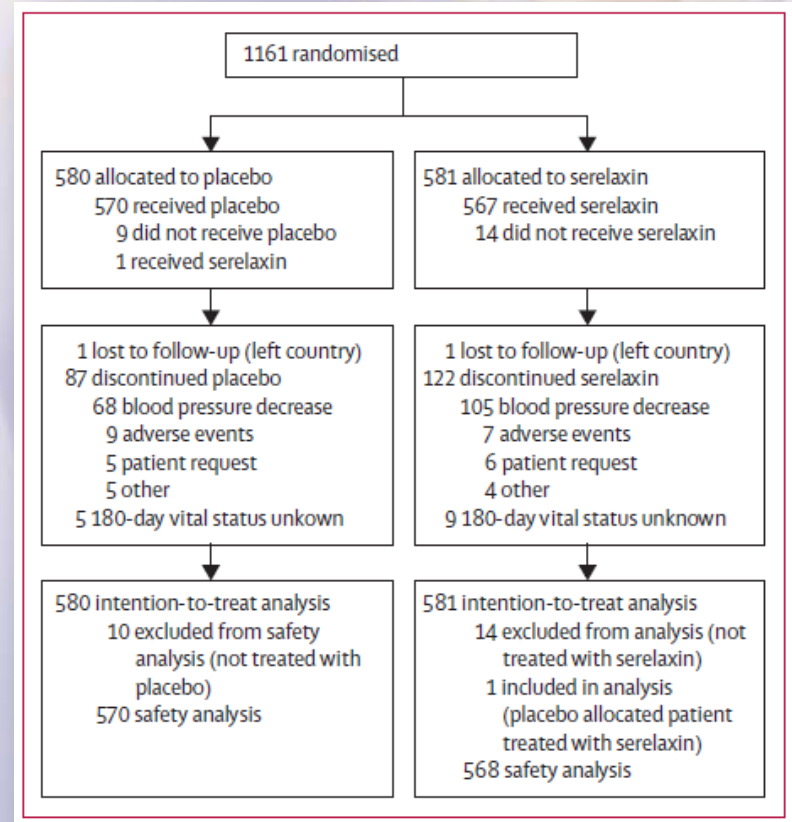 1161 randomised
580 allocated to placebo
570 received placebo
9 did not receive placebo
1 received serelaxin
581 allocated to serelaxin
567 received serelaxin
14 did not receive serelaxin
1 lost to follow-up (left country)
87 discontinued placebo
68 blood pressure decrease
9 adverse events
5 patient request
5 other
5 180-day vital status unkown
1 lost to follow-up (left country)
122 discontinued serelaxin
105 blood pressure decrease
7 adverse events
6 patient request
4 other
9 180-day vital status unknown
580 intention-to-treat analysis
10 excluded from safety
analysis (not treated with
placebo)
570 safety analysis
581 intention-to-treat analysis
14 excluded from analysis (not
treated with serelaxin)
1 included in analysis
(placebo allocated patient
treated with serelaxin)
568 safety analysis